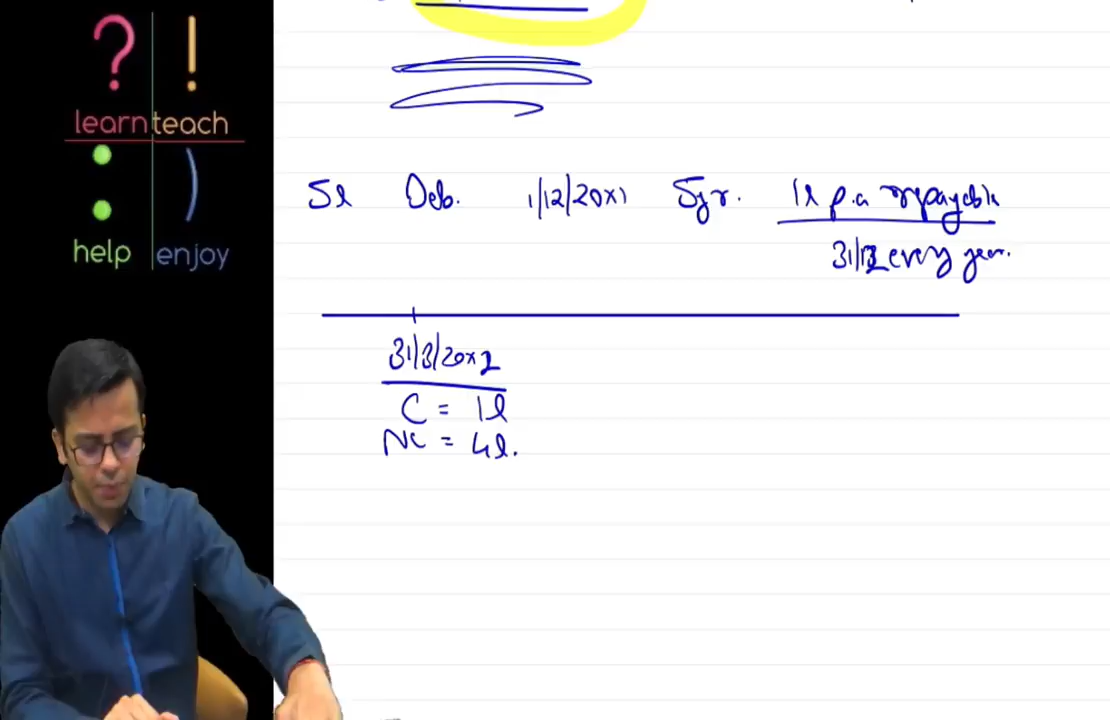 ? !
learn teach
: )
help enjoy
5l Deb. 1/12/20x1 5yr. 1l p.a repayable
31/12 every year.
31/3/20x2
C = 1l
NC = 4l.